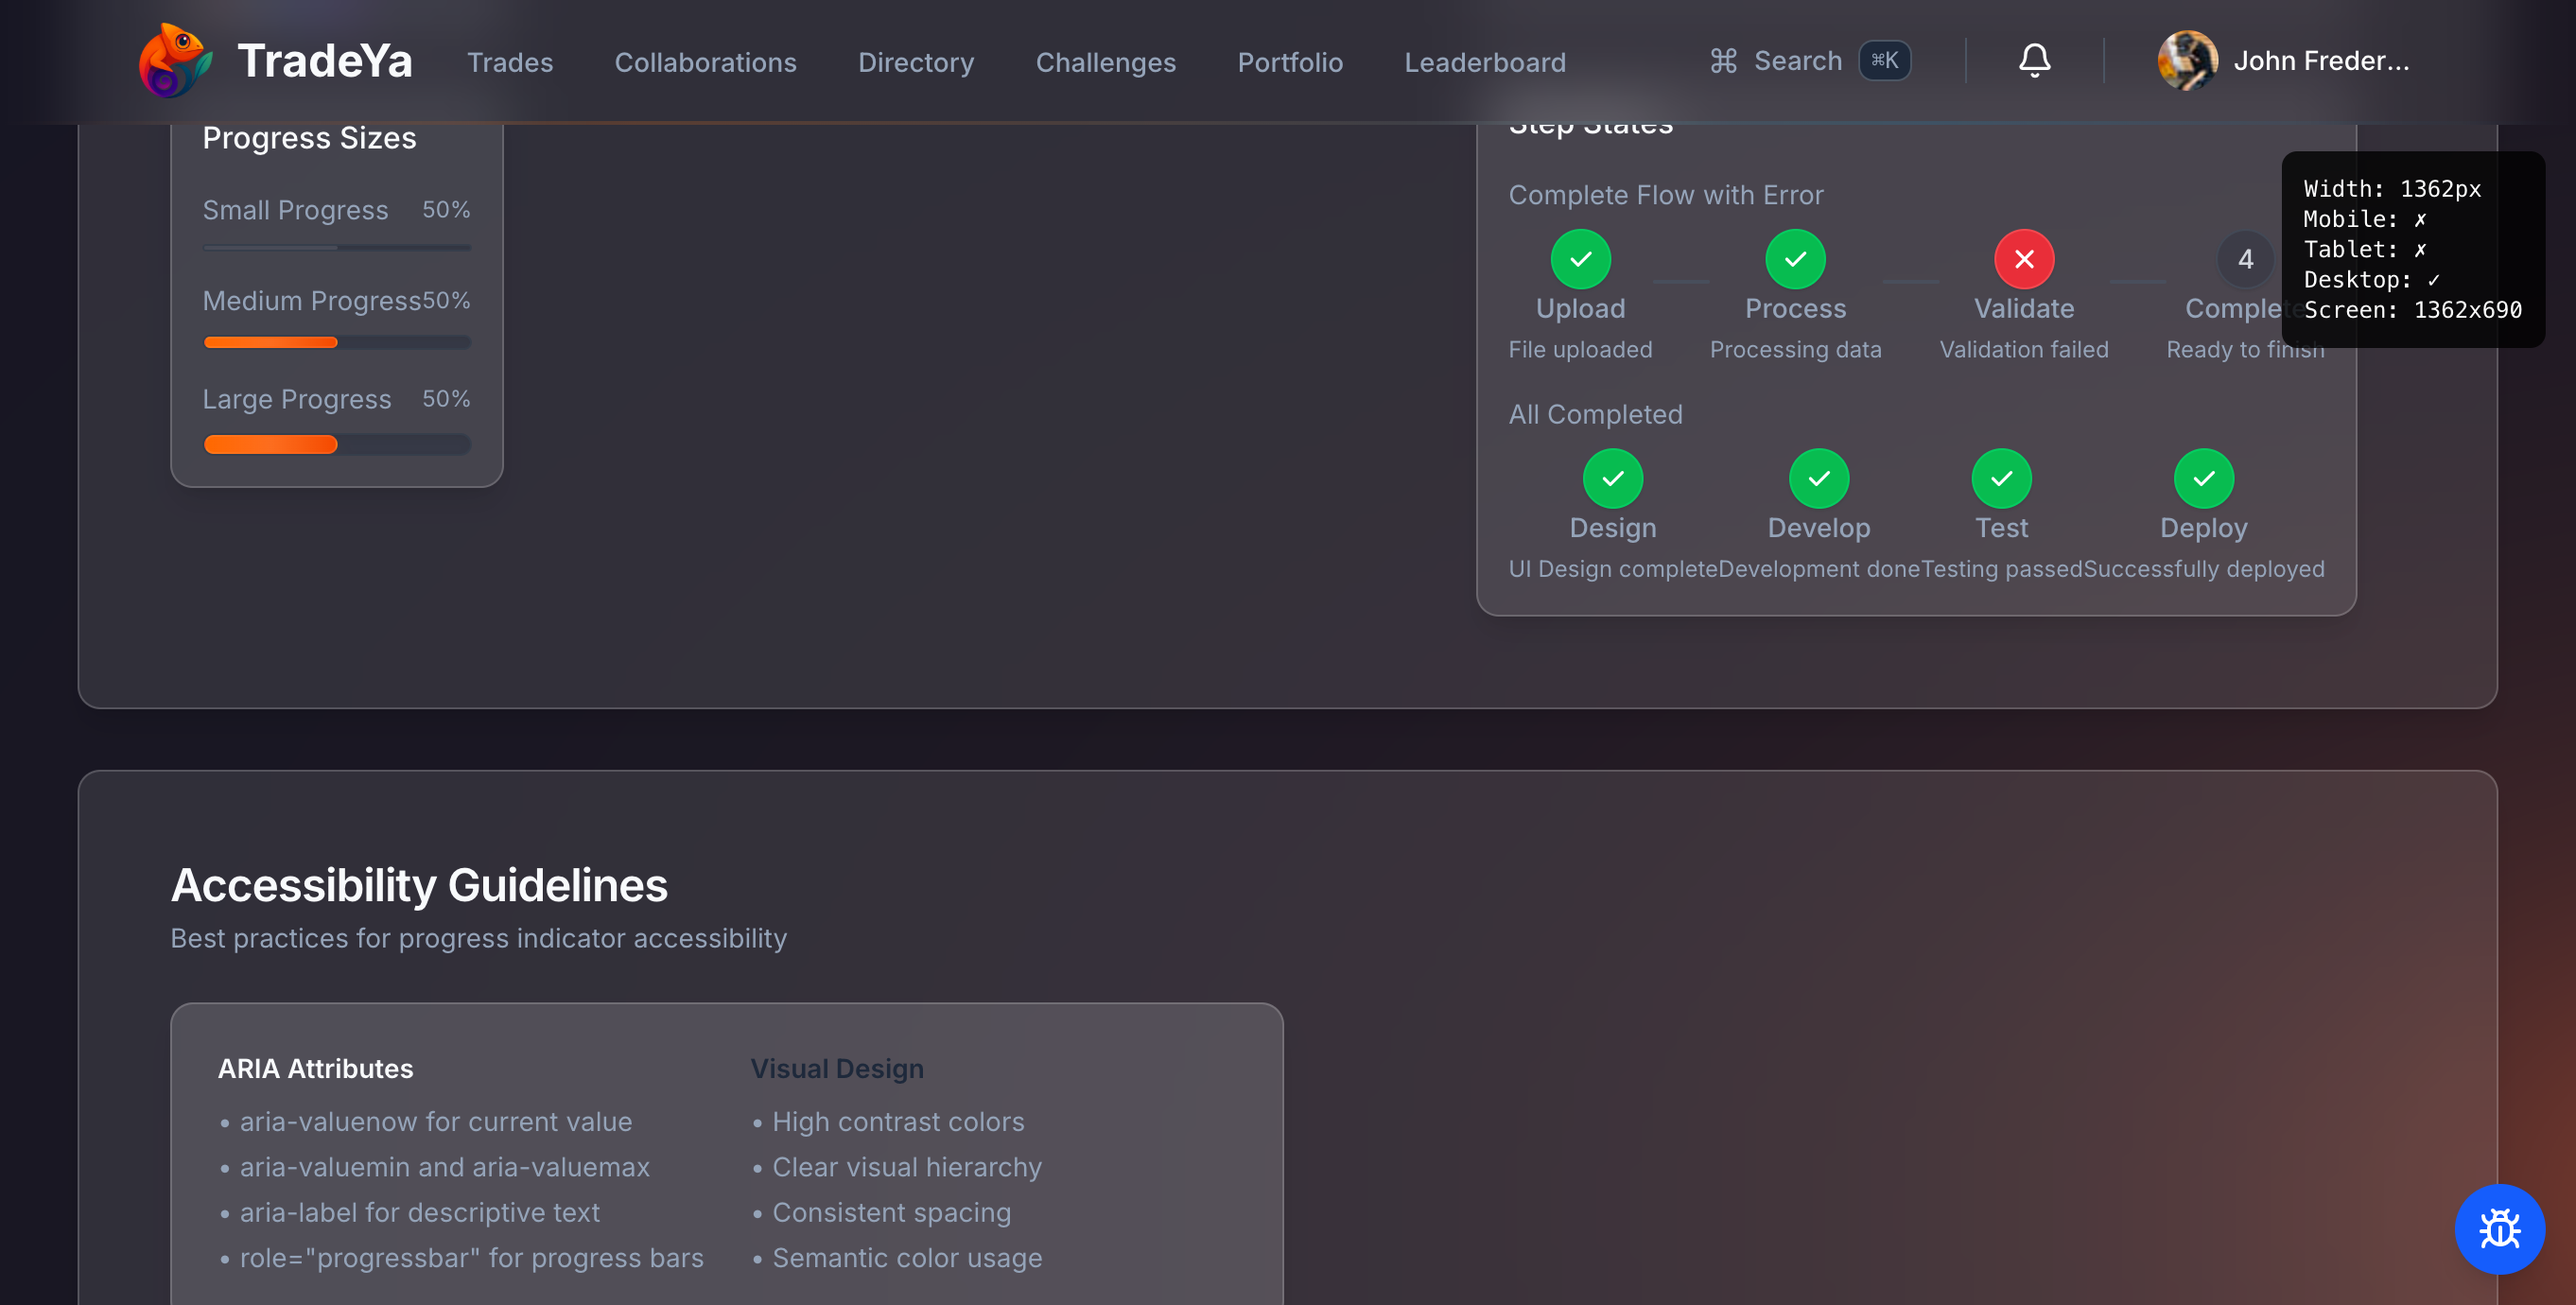 TradeYa Trades Collaborations Directory Challenges Portfolio Leaderboard ⌘ Search ⌘K John Freder...
Progress Sizes
Small Progress 50%
Medium Progress 50%
Large Progress 50%
Step States
Complete Flow with Error
4
Upload Process Validate Complete
File uploaded Processing data Validation failed Ready to finish
All Completed
Design Develop Test Deploy
UI Design complete Development done Testing passed Successfully deployed
Width: 1362px
Mobile: ✗
Tablet: ✗
Desktop: ✓
Screen: 1362x690
Accessibility Guidelines
Best practices for progress indicator accessibility
ARIA Attributes
• aria-valuenow for current value
• aria-valuemin and aria-valuemax
• aria-label for descriptive text
• role="progressbar" for progress bars
Visual Design
• High contrast colors
• Clear visual hierarchy
• Consistent spacing
• Semantic color usage